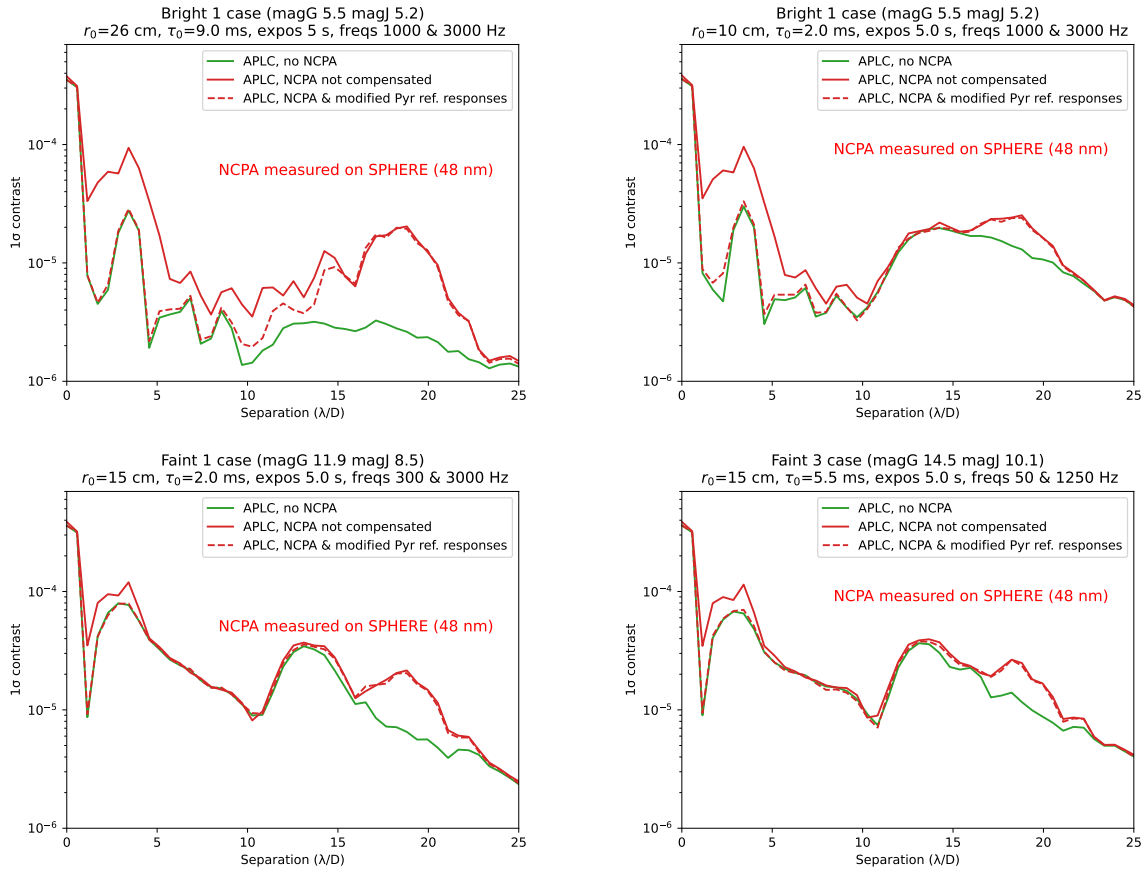 Bright 1 case (magG 5.5 magJ 5.2)
r₀=26 cm, τ₀=9.0 ms, expos 5 s, freqs 1000 & 3000 Hz
APLC, no NCPA
APLC, NCPA not compensated
APLC, NCPA & modified Pyr ref. responses
NCPA measured on SPHERE (48 nm)
1σ contrast
10⁻⁴
10⁻⁵
10⁻⁶
0 5 10 15 20 25
Separation (λ/D)
Bright 1 case (magG 5.5 magJ 5.2)
r₀=10 cm, τ₀=2.0 ms, expos 5.0 s, freqs 1000 & 3000 Hz
APLC, no NCPA
APLC, NCPA not compensated
APLC, NCPA & modified Pyr ref. responses
NCPA measured on SPHERE (48 nm)
1σ contrast
10⁻⁴
10⁻⁵
10⁻⁶
0 5 10 15 20 25
Separation (λ/D)
Faint 1 case (magG 11.9 magJ 8.5)
r₀=15 cm, τ₀=2.0 ms, expos 5.0 s, freqs 300 & 3000 Hz
APLC, no NCPA
APLC, NCPA not compensated
APLC, NCPA & modified Pyr ref. responses
NCPA measured on SPHERE (48 nm)
1σ contrast
10⁻⁴
10⁻⁵
10⁻⁶
0 5 10 15 20 25
Separation (λ/D)
Faint 3 case (magG 14.5 magJ 10.1)
r₀=15 cm, τ₀=5.5 ms, expos 5.0 s, freqs 50 & 1250 Hz
APLC, no NCPA
APLC, NCPA not compensated
APLC, NCPA & modified Pyr ref. responses
NCPA measured on SPHERE (48 nm)
1σ contrast
10⁻⁴
10⁻⁵
10⁻⁶
0 5 10 15 20 25
Separation (λ/D)